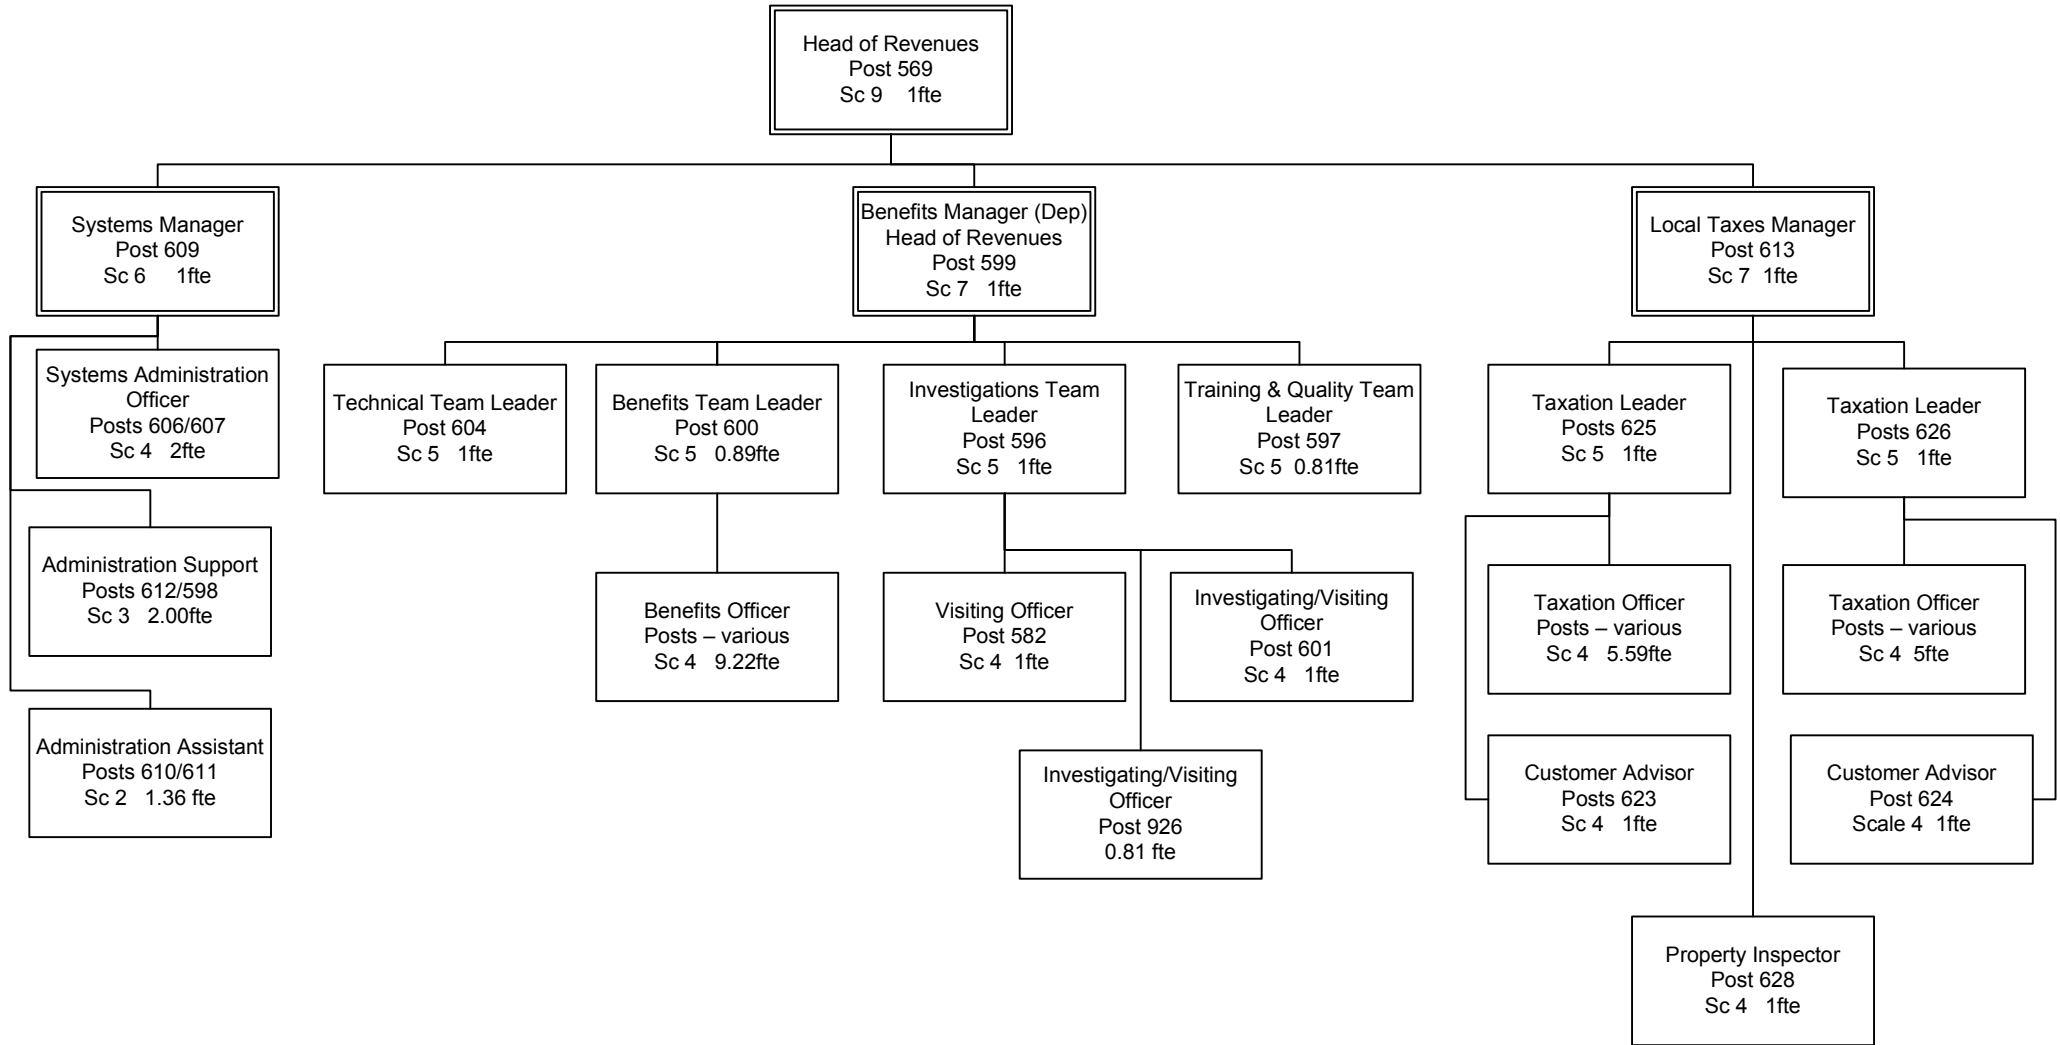 Head of Revenues
Post 569
Sc 9 1fte
Systems Manager
Post 609
Sc 6 1fte
Benefits Manager (Dep)
Head of Revenues
Post 599
Sc 7 1fte
Local Taxes Manager
Post 613
Sc 7 1fte
Systems Administration
Officer
Posts 606/607
Sc 4 2fte
Technical Team Leader
Post 604
Sc 5 1fte
Benefits Team Leader
Post 600
Sc 5 0.89fte
Investigations Team
Leader
Post 596
Sc 5 1fte
Training & Quality Team
Leader
Post 597
Sc 5 0.81fte
Taxation Leader
Posts 625
Sc 5 1fte
Taxation Leader
Posts 626
Sc 5 1fte
Administration Support
Posts 612/598
Sc 3 2.00fte
Benefits Officer
Posts – various
Sc 4 9.22fte
Visiting Officer
Post 582
Sc 4 1fte
Investigating/Visiting
Officer
Post 601
Sc 4 1fte
Taxation Officer
Posts – various
Sc 4 5.59fte
Taxation Officer
Posts – various
Sc 4 5fte
Administration Assistant
Posts 610/611
Sc 2 1.36 fte
Investigating/Visiting
Officer
Post 926
0.81 fte
Customer Advisor
Posts 623
Sc 4 1fte
Customer Advisor
Post 624
Scale 4 1fte
Property Inspector
Post 628
Sc 4 1fte